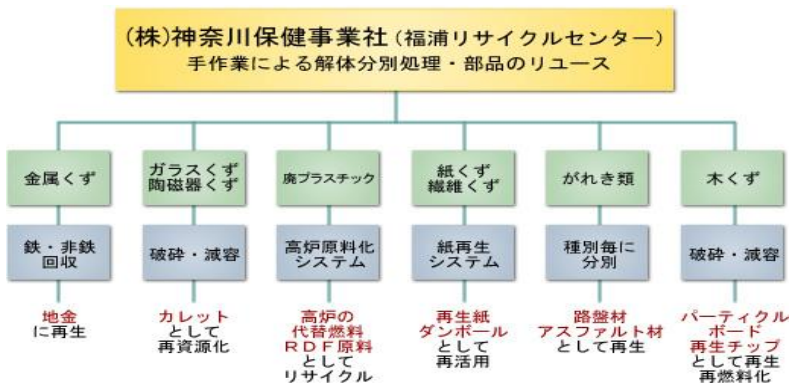 (株)神奈川保健事業社(福浦リサイクルセンター)
手作業による解体分別処理・部品のリユース
金属くず
ガラスくず
陶磁器くず
廃プラスチック
紙くず
繊維くず
がれき類
木くず
鉄・非鉄
回収
破砕・減容
高炉原料化
システム
紙再生
システム
種別毎に
分別
破砕・減容
地金
に再生
カレット
として
再資源化
高炉の
代替燃料
RDF原料
として
リサイクル
再生紙
ダンボール
として
再活用
路盤材
アスファルト材
として再生
パーティクル
ボード
再生チップ
として再生
再燃料化